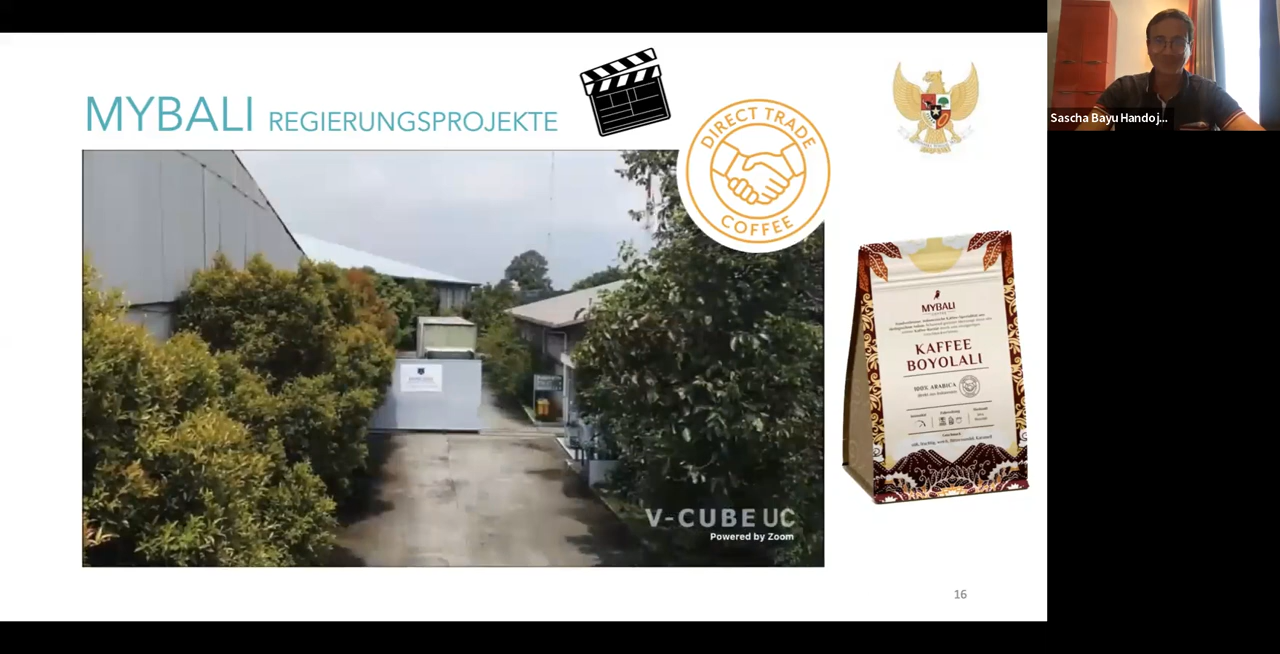 MYBALI REGIERUNGSPROJEKTE
DIRECT TRADE
COFFEE
Sascha Bayu Handoj...
MYBALI
KAFFEE
BOYOLALI
100% ARABICA
V-CUBE UC
Powered by Zoom
16